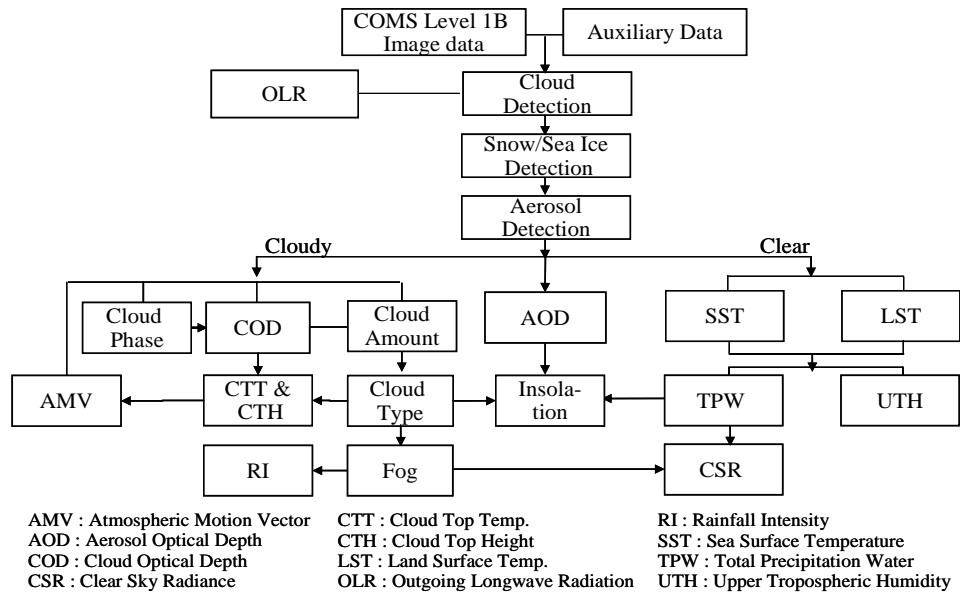 COMS Level 1B
Image data
Auxiliary Data
OLR
Cloud
Detection
Snow/Sea Ice
Detection
Aerosol
Detection
Cloudy
Clear
Cloud
Phase
COD
Cloud
Amount
AOD
SST
LST
AMV
CTT &
CTH
Cloud
Type
Insola-
tion
TPW
UTH
RI
Fog
CSR
AMV : Atmospheric Motion Vector
AOD : Aerosol Optical Depth
COD : Cloud Optical Depth
CSR : Clear Sky Radiance
CTT : Cloud Top Temp.
CTH : Cloud Top Height
LST : Land Surface Temp.
OLR : Outgoing Longwave Radiation
RI : Rainfall Intensity
SST : Sea Surface Temperature
TPW : Total Precipitation Water
UTH : Upper Tropospheric Humidity